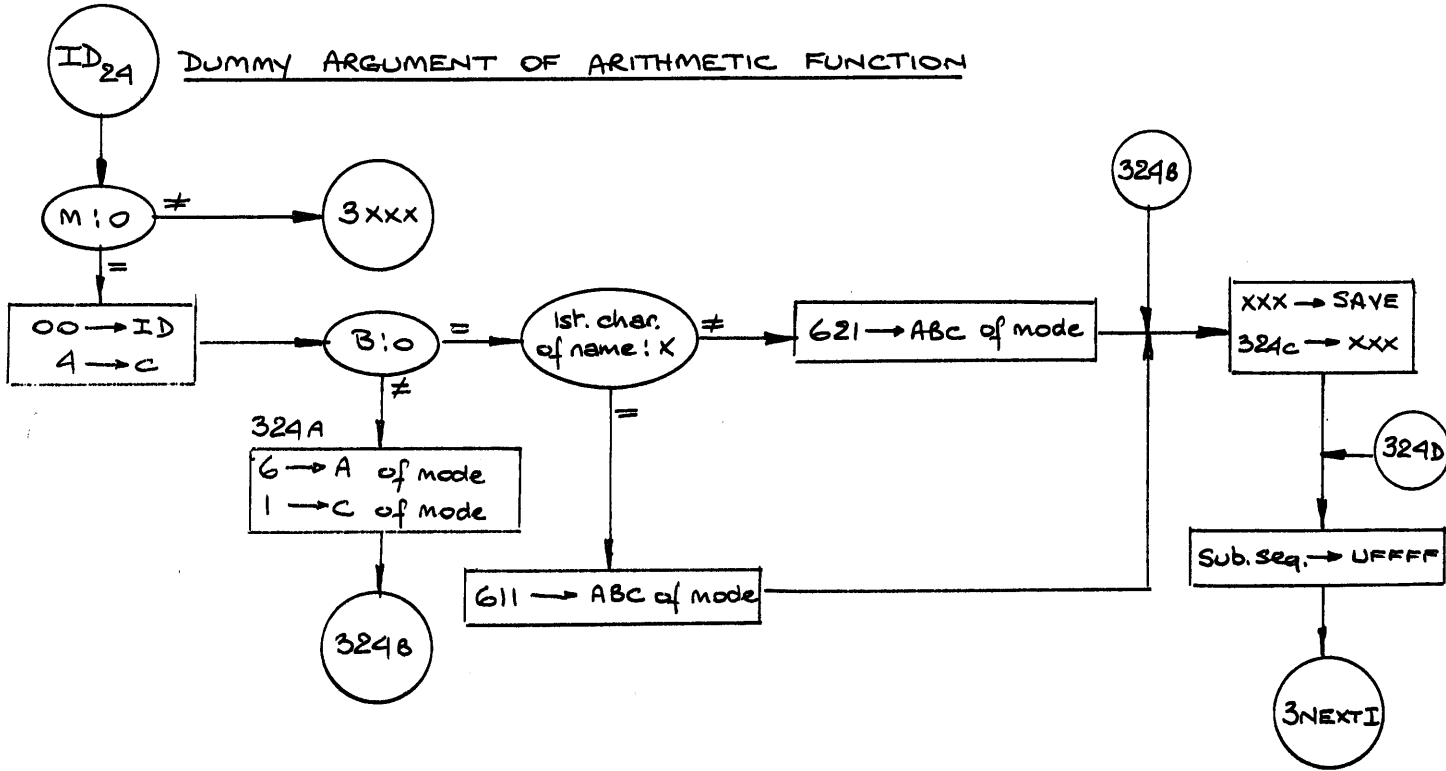 ID24 DUMMY ARGUMENT OF ARITHMETIC FUNCTION
M:0
≠
3XXX
=
00 → ID
4 → C
B:0
=
≠
1st. char.
of name: X
≠
=
621 → ABC of mode
324B
XXX → SAVE
324C → XXX
324A
6 → A of mode
1 → C of mode
324B
611 → ABC of mode
324D
Sub. seq. → UFFFF
3NEXTI